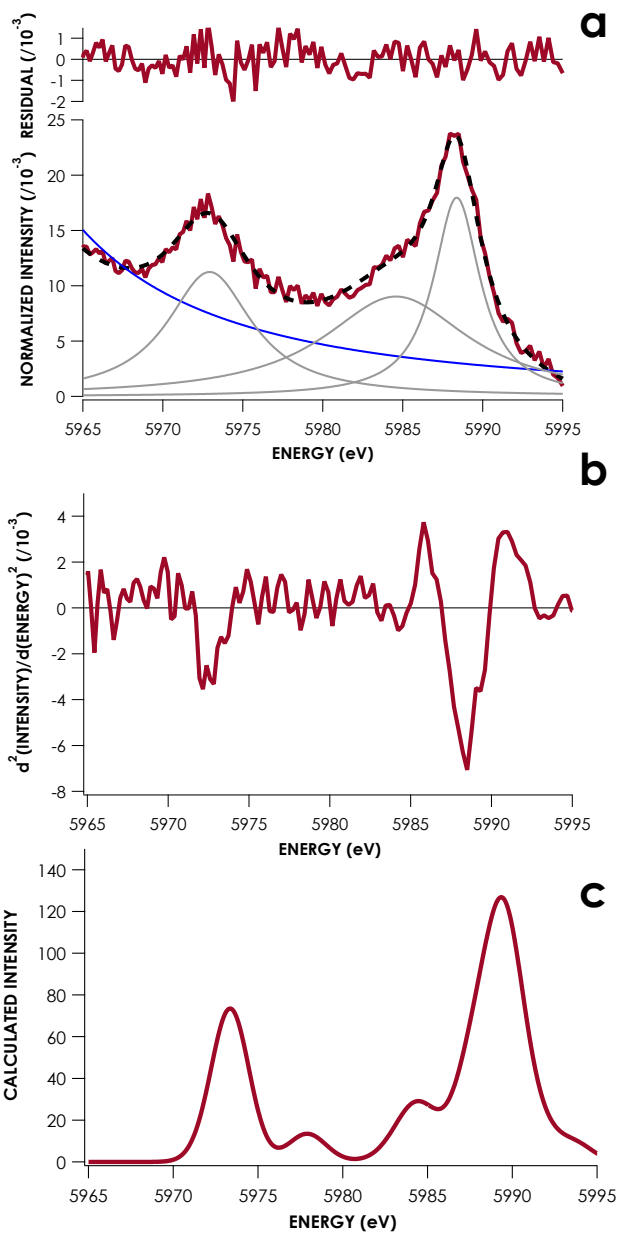 a
RESIDUAL (/10⁻³)
1
0
-1
-2
NORMALIZED INTENSITY (/10⁻³)
25
20
15
10
5
0
5965 5970 5975 5980 5985 5990 5995
ENERGY (eV)
b
d²(INTENSITY)/d(ENERGY)² (/10⁻³)
4
2
0
-2
-4
-6
-8
5965 5970 5975 5980 5985 5990 5995
ENERGY (eV)
c
CALCULATED INTENSITY
140
120
100
80
60
40
20
0
5965 5970 5975 5980 5985 5990 5995
ENERGY (eV)